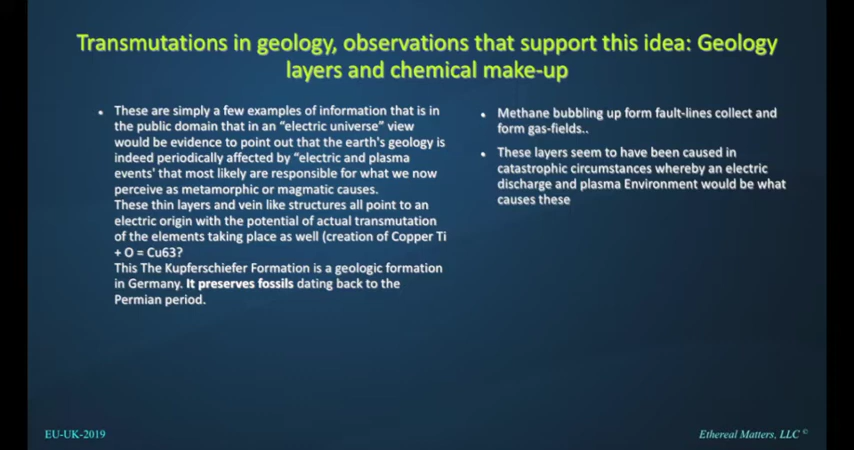 Transmutations in geology, observations that support this idea: Geology
layers and chemical make-up
• These are simply a few examples of information that is in
the public domain that in an “electric universe” view
would be evidence to point out that the earth's geology is
indeed periodically affected by “electric and plasma
events' that most likely are responsible for what we now
perceive as metamorphic or magmatic causes.
These thin layers and vein like structures all point to an
electric origin with the potential of actual transmutation
of the elements taking place as well (creation of Copper Ti
+ O = Cu63?
This The Kupferschiefer Formation is a geologic formation
in Germany. It preserves fossils dating back to the
Permian period.
• Methane bubbling up form fault-lines collect and
form gas-fields..
• These layers seem to have been caused in
catastrophic circumstances whereby an electric
discharge and plasma Environment would be what
causes these
EU-UK-2019
Ethereal Matters, LLC ©